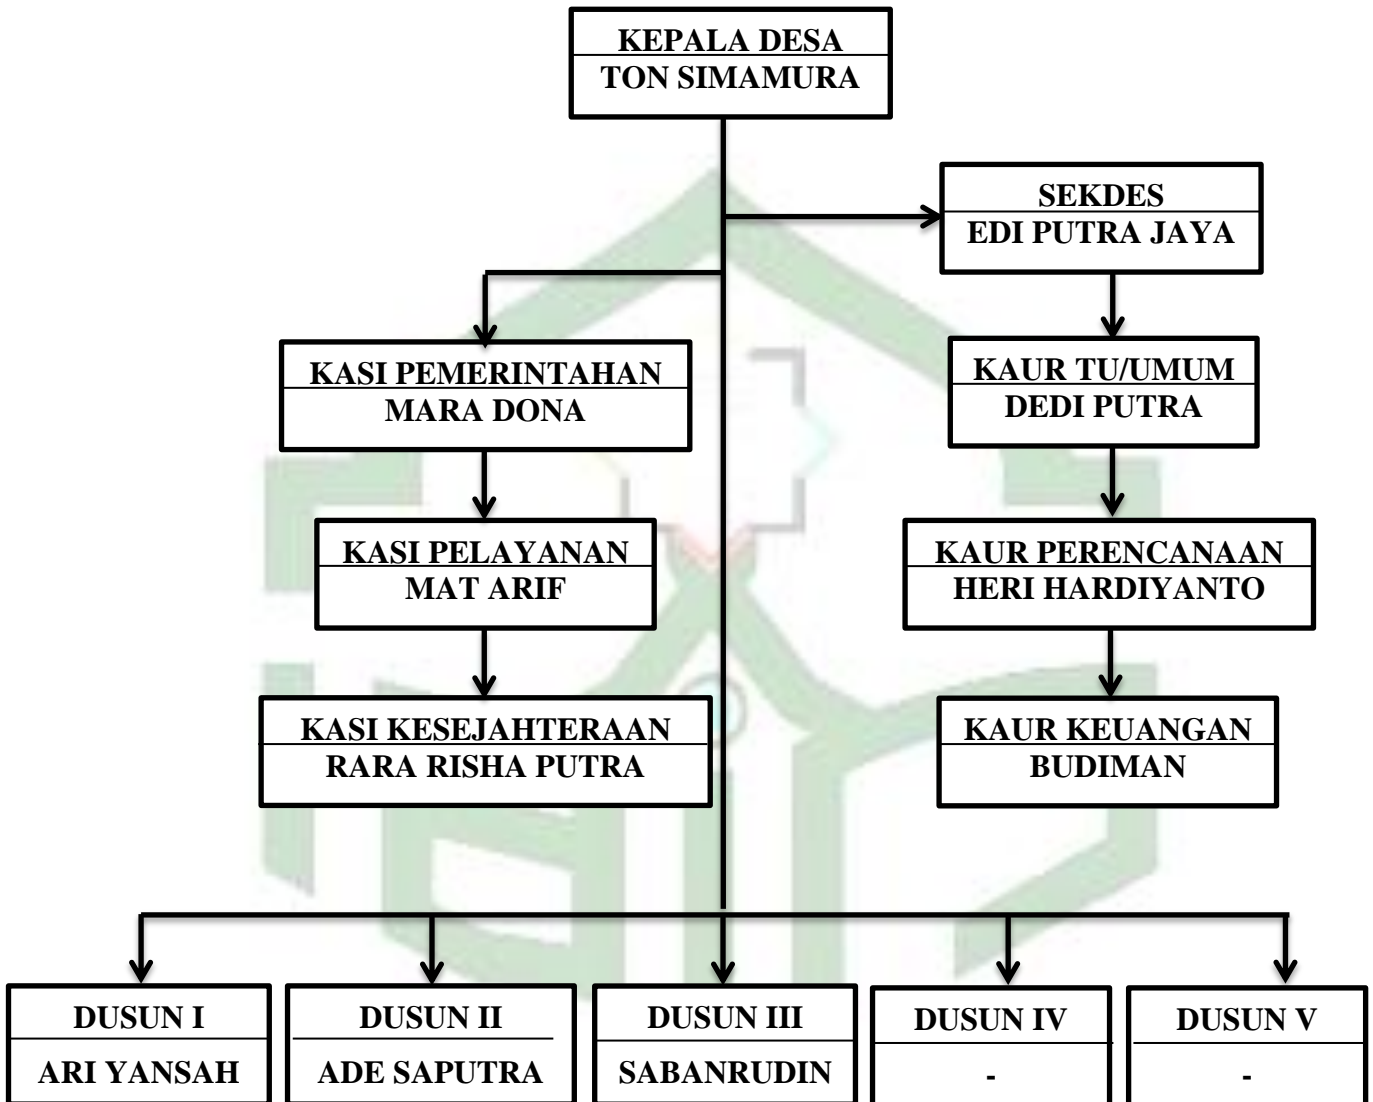 KEPALA DESA
TON SIMAMURA
SEKDES
EDI PUTRA JAYA
KASI PEMERINTAHAN
MARA DONA
KAUR TU/UMUM
DEDI PUTRA
KASI PELAYANAN
MAT ARIF
KAUR PERENCANAAN
HERI HARDIYANTO
KASI KESEJAHTERAAN
RARA RISHA PUTRA
KAUR KEUANGAN
BUDIMAN
DUSUN I
ARI YANSAH
DUSUN II
ADE SAPUTRA
DUSUN III
SABANRUDIN
DUSUN IV
-
DUSUN V
-